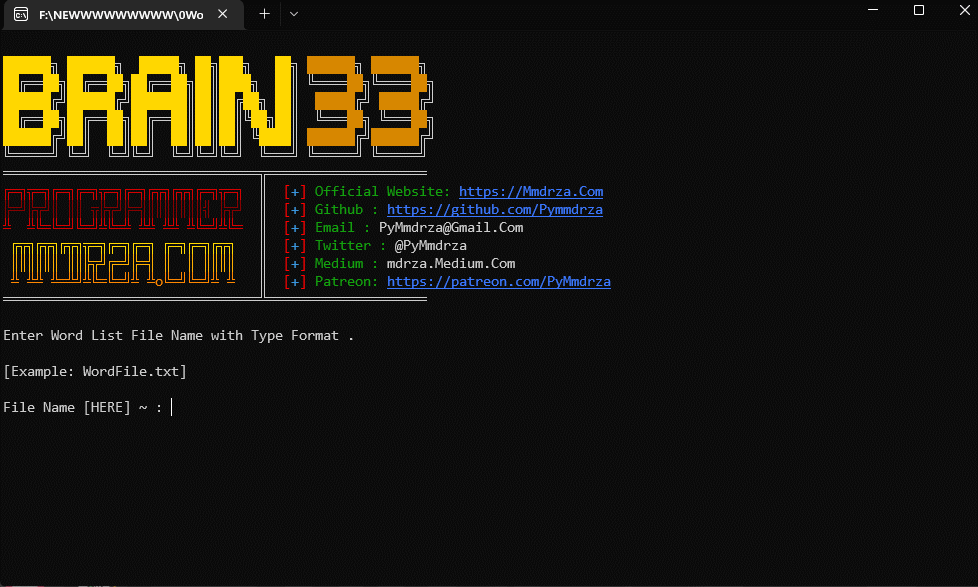 F:\NEWWWWWWWWW\0Wo
BRAIN 33
PROGRAMMER
MMDRZA.COM
[+] Official Website: https://Mmdrza.Com
[+] Github : https://github.com/Pymmdrza
[+] Email : PyMmdrza@Gmail.Com
[+] Twitter : @PyMmdrza
[+] Medium : mdrza.Medium.Com
[+] Patreon: https://patreon.com/PyMmdrza
Enter Word List File Name with Type Format .
[Example: WordFile.txt]
File Name [HERE] ~ :